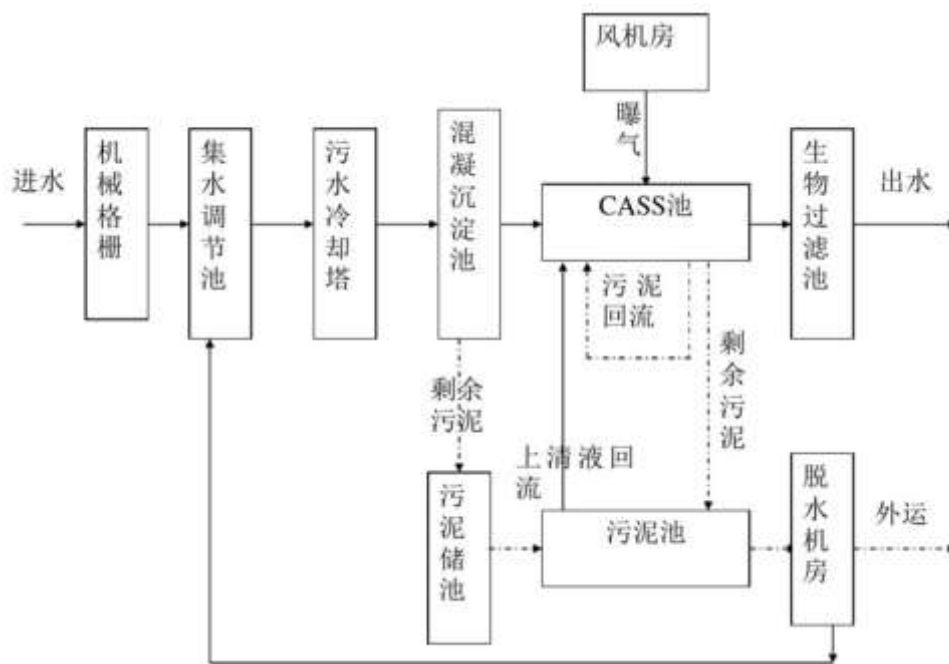 风机房
曝气
进水
机械格栅
集水调节池
污水冷却塔
混凝沉淀池
CASS池
生物过滤池
出水
污泥
回流
剩余污泥
剩余
污泥
上清液回
流
污泥储池
污泥池
脱水机房
外运